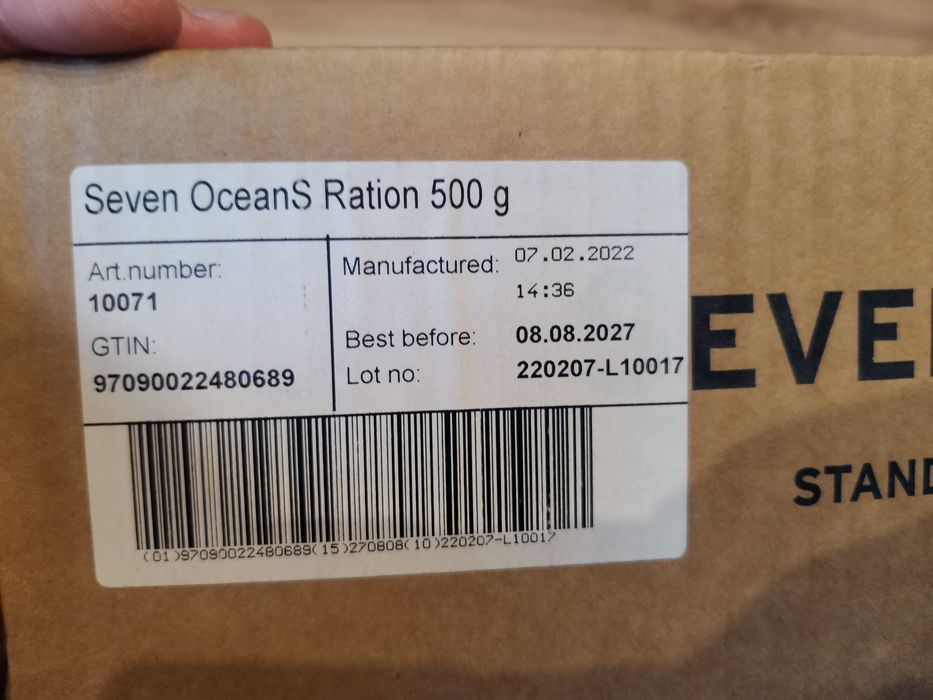 Seven OceanS Ration 500 g
Art.number:
10071
GTIN:
97090022480689
Manufactured: 07.02.2022
14:36
Best before: 08.08.2027
Lot no: 220207-L10017
(01)97090022480689(15)270808(10)220207-L10017
EVE
STAND